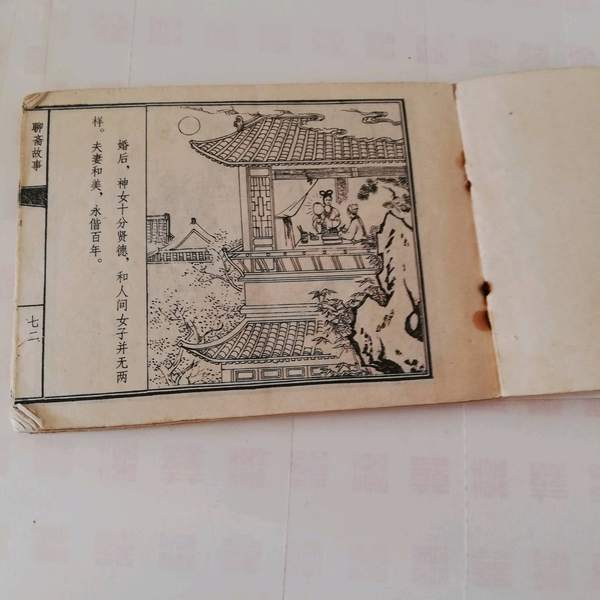 聊斋故事
婚后，神女十分贤德，和人间女子并无两
样。夫妻和美，永偕百年。
七二